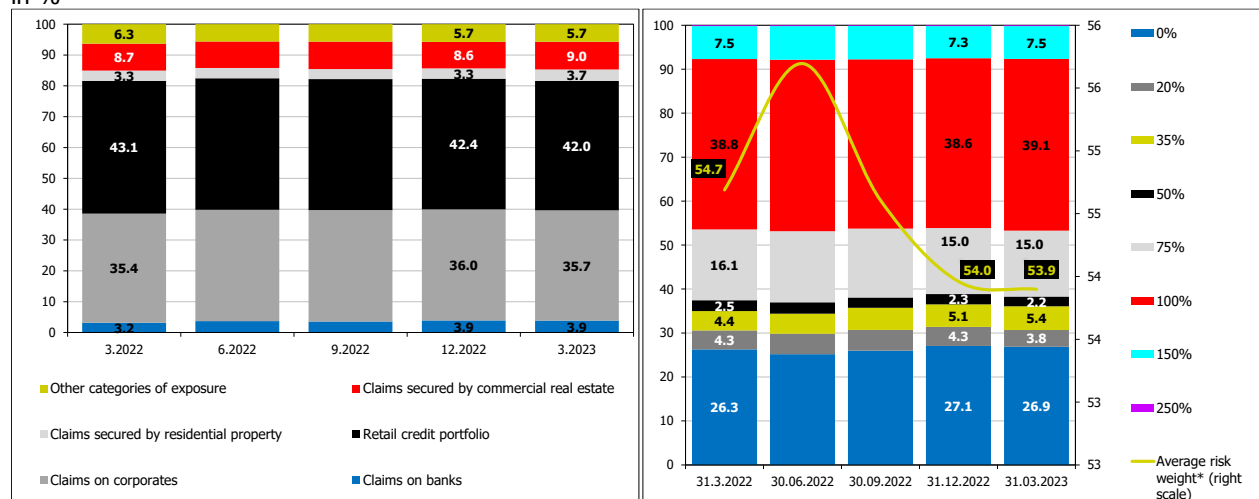 in %
100
90
80
70
60
50
40
30
20
10
0
6.3 5.7 5.7
8.7 8.6 9.0
3.3 3.3 3.7
43.1 42.4 42.0
35.4 36.0 35.7
3.2 3.9 3.9
3.2022 6.2022 9.2022 12.2022 3.2023
Other categories of exposure Claims secured by commercial real estate
Claims secured by residential property Retail credit portfolio
Claims on corporates Claims on banks
100
90
80
70
60
50
40
30
20
10
0
7.5 7.3 7.5
38.8 38.6 39.1
54.7
16.1 15.0 15.0
54.0 53.9
2.5 2.3 2.2
4.4 5.1 5.4
4.3 4.3 3.8
26.3 27.1 26.9
31.3.2022 30.06.2022 30.09.2022 31.12.2022 31.03.2023
56
56
55
55
54
54
53
53
0%
20%
35%
50%
75%
100%
150%
250%
Average risk
weight* (right
scale)